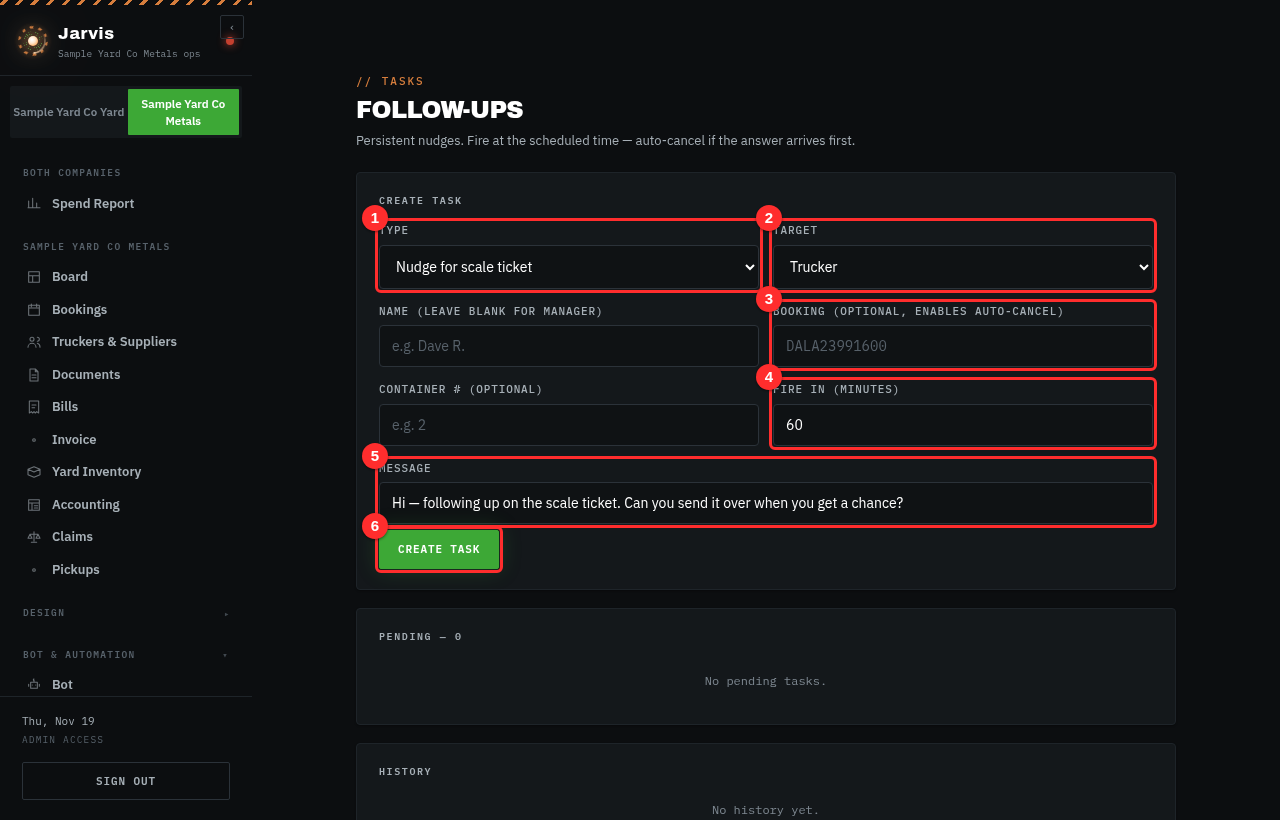 Jarvis
‹
Sample Yard Co Metals ops
Sample Yard Co Yard
Sample Yard Co Metals
BOTH COMPANIES
Spend Report
SAMPLE YARD CO METALS
Board
Bookings
Truckers & Suppliers
Documents
Bills
Invoice
Yard Inventory
Accounting
Claims
Pickups
DESIGN
BOT & AUTOMATION
Bot
Thu, Nov 19
ADMIN ACCESS
SIGN OUT
// TASKS
FOLLOW-UPS
Persistent nudges. Fire at the scheduled time — auto-cancel if the answer arrives first.
CREATE TASK
1
TYPE
Nudge for scale ticket
2
TARGET
Trucker
NAME (LEAVE BLANK FOR MANAGER)
e.g. Dave R.
3
BOOKING (OPTIONAL, ENABLES AUTO-CANCEL)
DALA23991600
CONTAINER # (OPTIONAL)
e.g. 2
4
FIRE IN (MINUTES)
60
5
MESSAGE
Hi — following up on the scale ticket. Can you send it over when you get a chance?
6
CREATE TASK
PENDING — 0
No pending tasks.
HISTORY
No history yet.